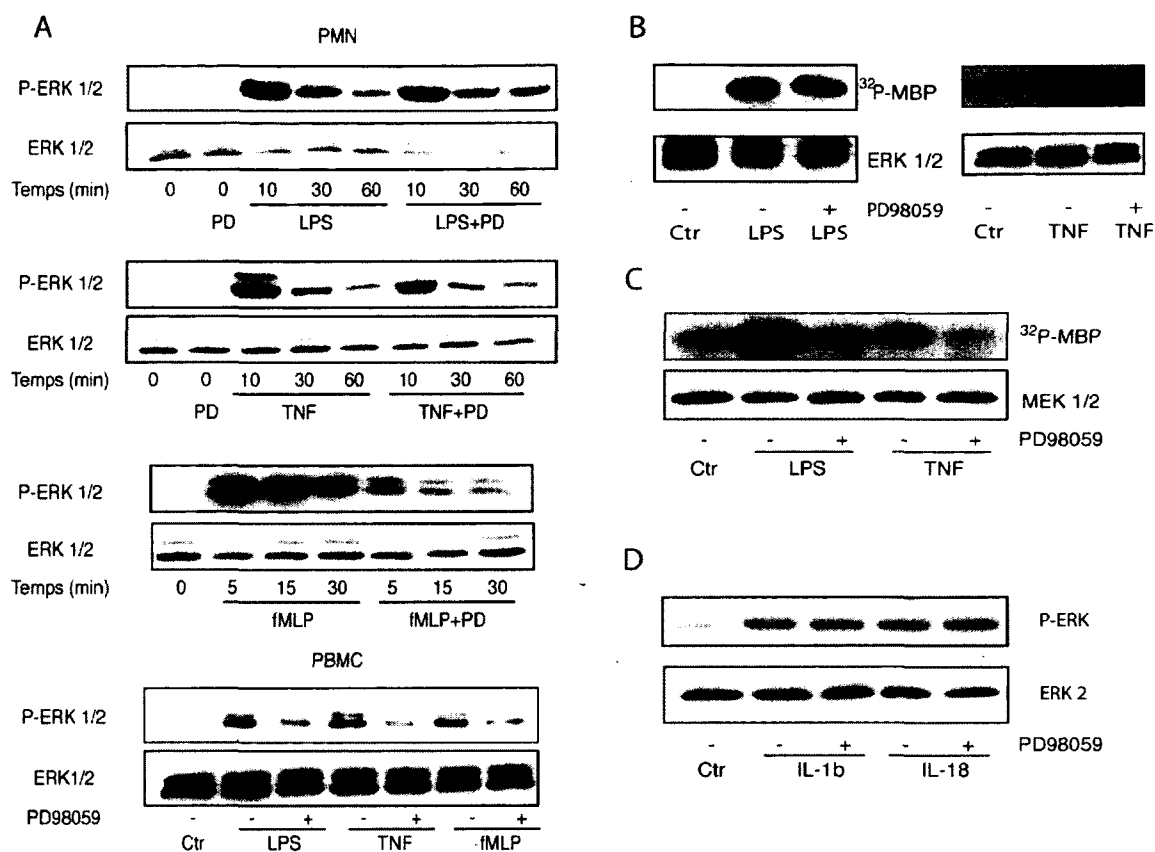 A
PMN
P-ERK 1/2
ERK 1/2
Temps (min) 0 0 10 30 60 10 30 60
PD LPS LPS+PD
P-ERK 1/2
ERK 1/2
Temps (min) 0 0 10 30 60 10 30 60
PD TNF TNF+PD
P-ERK 1/2
ERK 1/2
Temps (min) 0 5 15 30 5 15 30
fMLP fMLP+PD
PBMC
P-ERK 1/2
ERK1/2
PD98059 - - + - + - +
Ctr LPS TNF fMLP
B
32P-MBP
ERK 1/2
- - + PD98059 - - +
Ctr LPS LPS Ctr TNF TNF
C
32P-MBP
MEK 1/2
- - + - + PD98059
Ctr LPS TNF
D
P-ERK
ERK 2
- - + - + PD98059
Ctr IL-1b IL-18